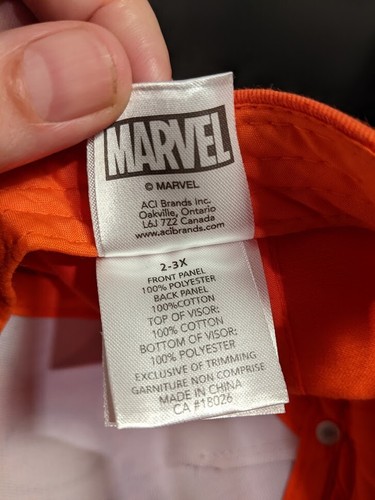 MARVEL
© MARVEL
ACI Brands Inc.
Oakville, Ontario
L6J 7Z2 Canada
www.acibrands.com
2-3X
FRONT PANEL
100% POLYESTER
BACK PANEL
100%COTTON
TOP OF VISOR:
100% COTTON
BOTTOM OF VISOR:
100% POLYESTER
EXCLUSIVE OF TRIMMING
GARNITURE NON COMPRISE
MADE IN CHINA
CA #18026